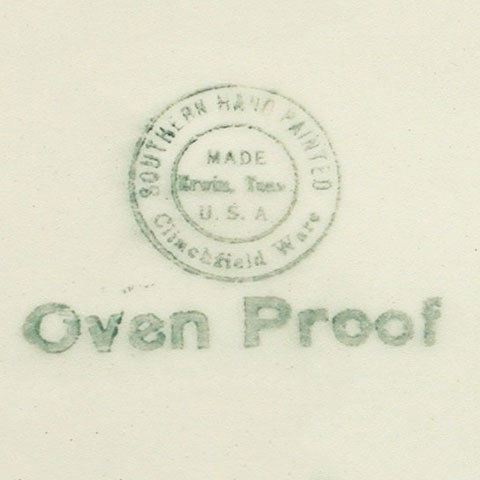 SOUTHERN HAND PAINTED
MADE
Erwin, Tenn
U.S.A
Clinchfield Ware
Oven Proof